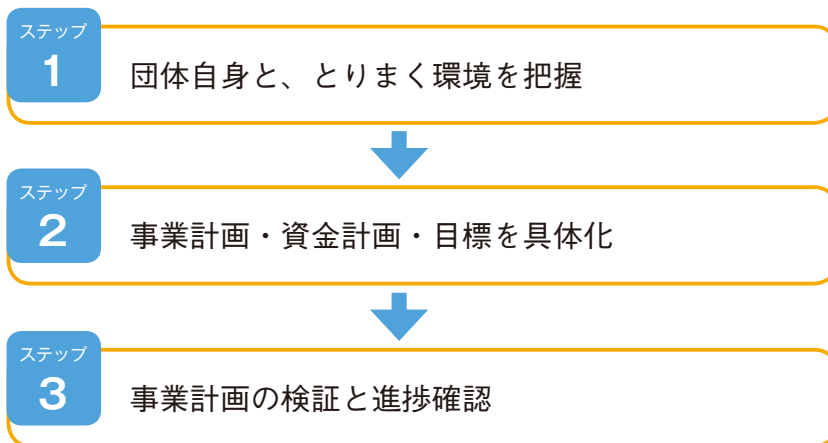 ステップ
1
団体自身と、とりまく環境を把握
ステップ
2
事業計画・資金計画・目標を具体化
ステップ
3
事業計画の検証と進捗確認